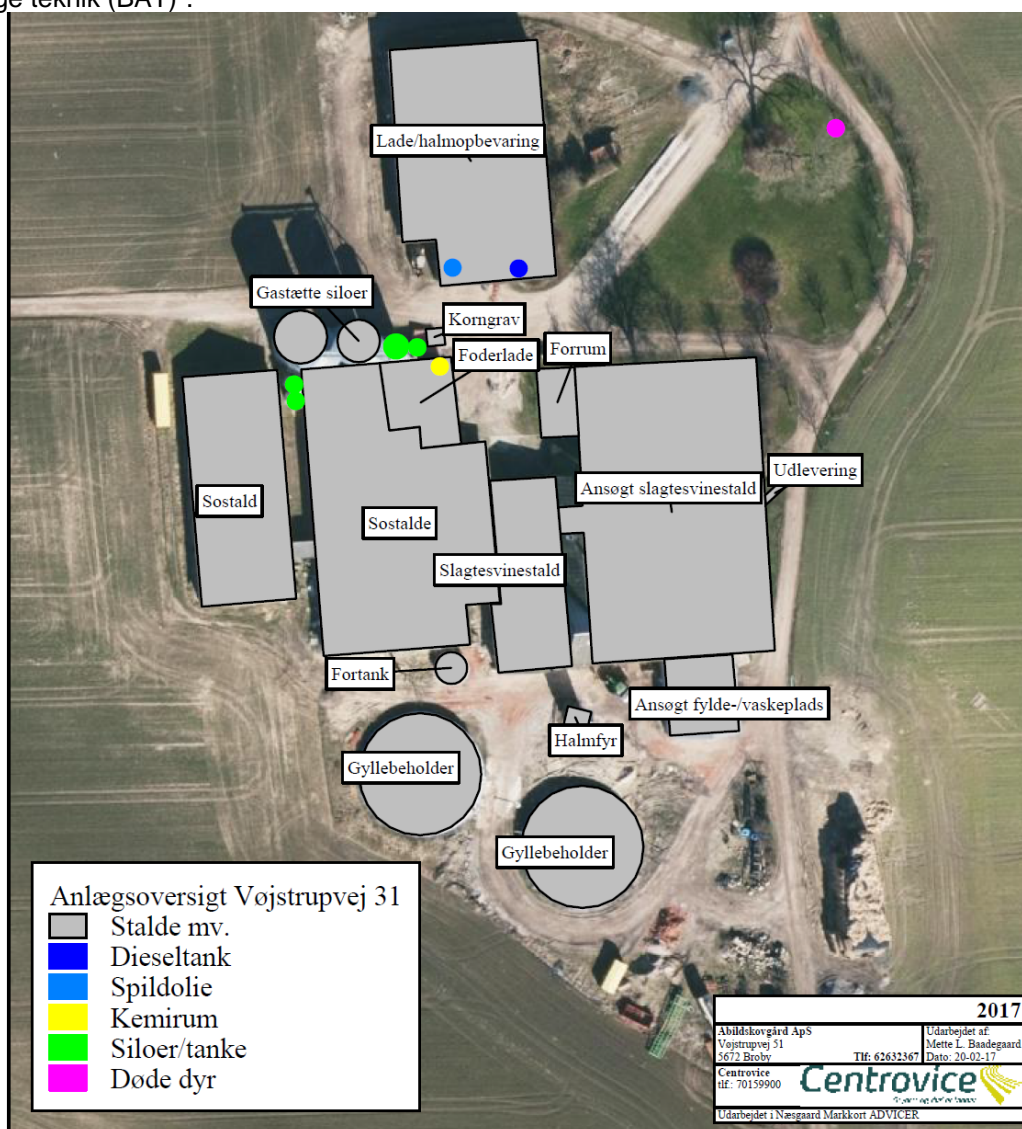 ge teknik (BAT)".
Lade/halmopbevaring
Gastætte siloer
Korngrav
Foderlade
Forrum
Udlevering
Ansøgt slagtesvinestald
Sostald
Sostalde
Slagtesvinestald
Fortank
Ansøgt fylde-/vaskeplads
Halmfyr
Gyllebeholder
Gyllebeholder
Anlægsoversigt Vøjstrupvej 31
Stalde mv.
Dieseltank
Spildolie
Kemirum
Siloer/tanke
Døde dyr
2017
Abildskovgård ApS
Vøjstrupvej 51
5672 Broby
Tlf: 62632367
Udarbejdet af:
Mette L. Baadegaard
Dato: 20-02-17
Centrovice
tlf.: 70159900
Centrovice
Udarbejdet i Næsgaard Markkort ADVICER